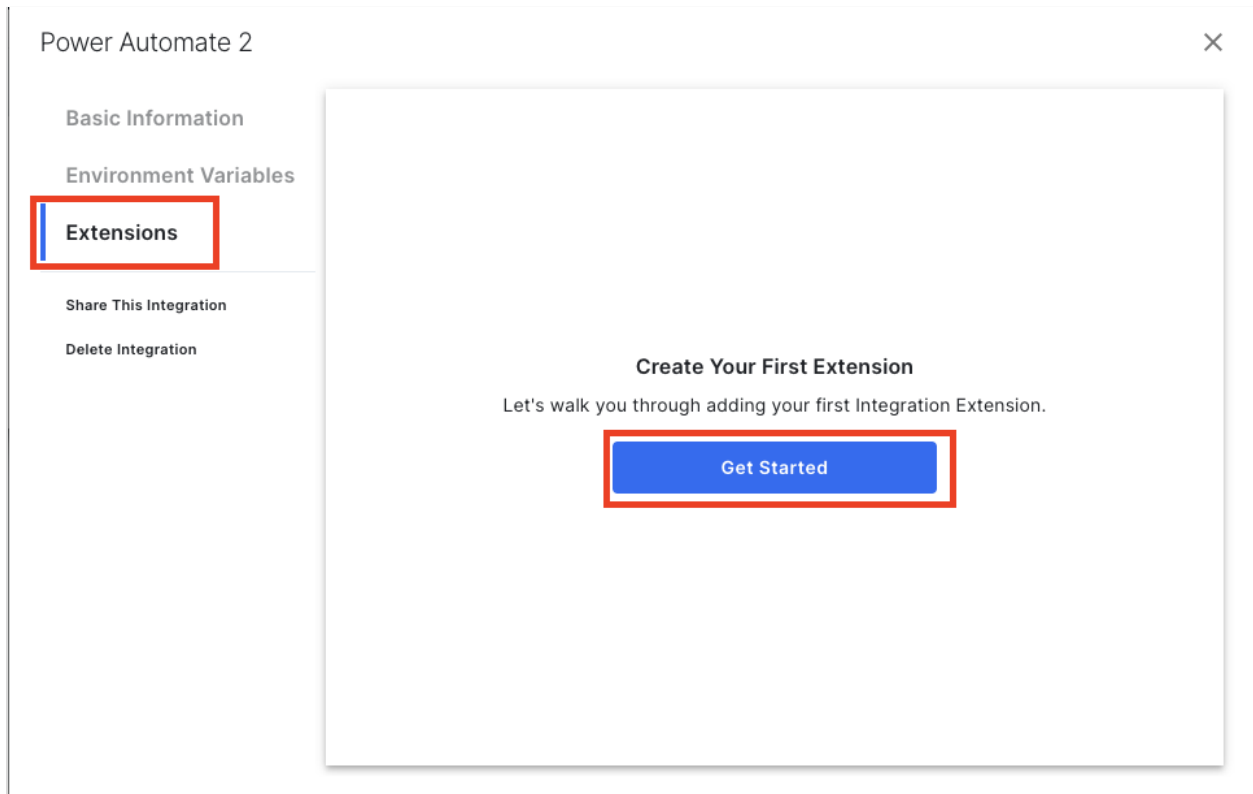 Power Automate 2
Basic Information
Environment Variables
Extensions
Share This Integration
Delete Integration
Create Your First Extension
Let's walk you through adding your first Integration Extension.
Get Started